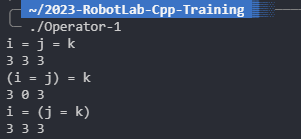 ~/2023-RobotLab-Cpp-Training
./Operator-1
i = j = k
3 3 3
(i = j) = k
3 0 3
i = (j = k)
3 3 3